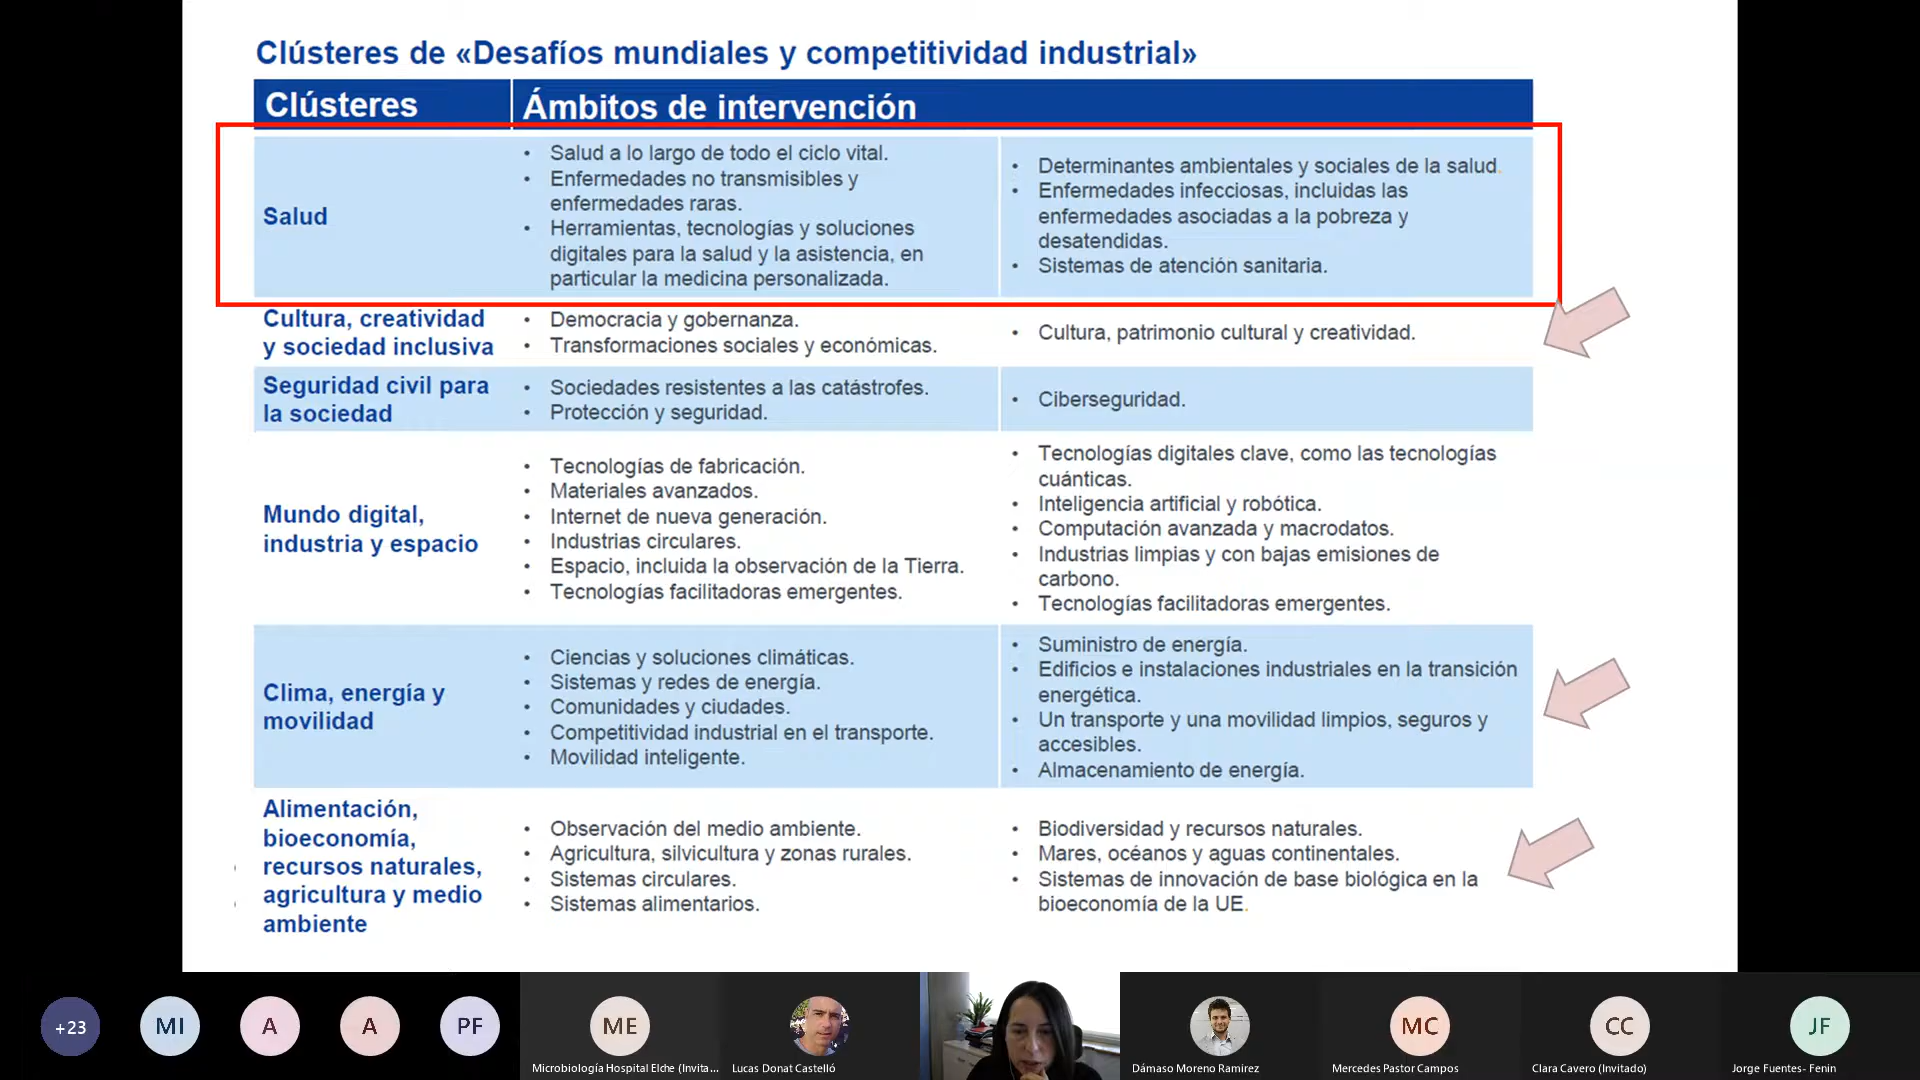 Clústeres de «Desafíos mundiales y competitividad industrial»
Clústeres
Ámbitos de intervención
Salud
• Salud a lo largo de todo el ciclo vital.
• Enfermedades no transmisibles y
enfermedades raras.
• Herramientas, tecnologías y soluciones
digitales para la salud y la asistencia, en
particular la medicina personalizada.
• Determinantes ambientales y sociales de la salud.
• Enfermedades infecciosas, incluidas las
enfermedades asociadas a la pobreza y
desatendidas.
• Sistemas de atención sanitaria.
Cultura, creatividad
y sociedad inclusiva
• Democracia y gobernanza.
• Transformaciones sociales y económicas.
• Cultura, patrimonio cultural y creatividad.
Seguridad civil para
la sociedad
• Sociedades resistentes a las catástrofes.
• Protección y seguridad.
• Ciberseguridad.
Mundo digital,
industria y espacio
• Tecnologías de fabricación.
• Materiales avanzados.
• Internet de nueva generación.
• Industrias circulares.
• Espacio, incluida la observación de la Tierra.
• Tecnologías facilitadoras emergentes.
• Tecnologías digitales clave, como las tecnologías
cuánticas.
• Inteligencia artificial y robótica.
• Computación avanzada y macrodatos.
• Industrias limpias y con bajas emisiones de
carbono.
• Tecnologías facilitadoras emergentes.
Clima, energía y
movilidad
• Ciencias y soluciones climáticas.
• Sistemas y redes de energía.
• Comunidades y ciudades.
• Competitividad industrial en el transporte.
• Movilidad inteligente.
• Suministro de energía.
• Edificios e instalaciones industriales en la transición
energética.
• Un transporte y una movilidad limpios, seguros y
accesibles.
• Almacenamiento de energía.
Alimentación,
bioeconomía,
recursos naturales,
agricultura y medio
ambiente
• Observación del medio ambiente.
• Agricultura, silvicultura y zonas rurales.
• Sistemas circulares.
• Sistemas alimentarios.
• Biodiversidad y recursos naturales.
• Mares, océanos y aguas continentales.
• Sistemas de innovación de base biológica en la
bioeconomía de la UE.
+23
MI
A
A
PF
ME
MC
CC
JF
Microbiología Hospital Elche (Invita...
Lucas Donat Castelló
Dámaso Moreno Ramirez
Mercedes Pastor Campos
Clara Cavero (Invitado)
Jorge Fuentes- Fenin